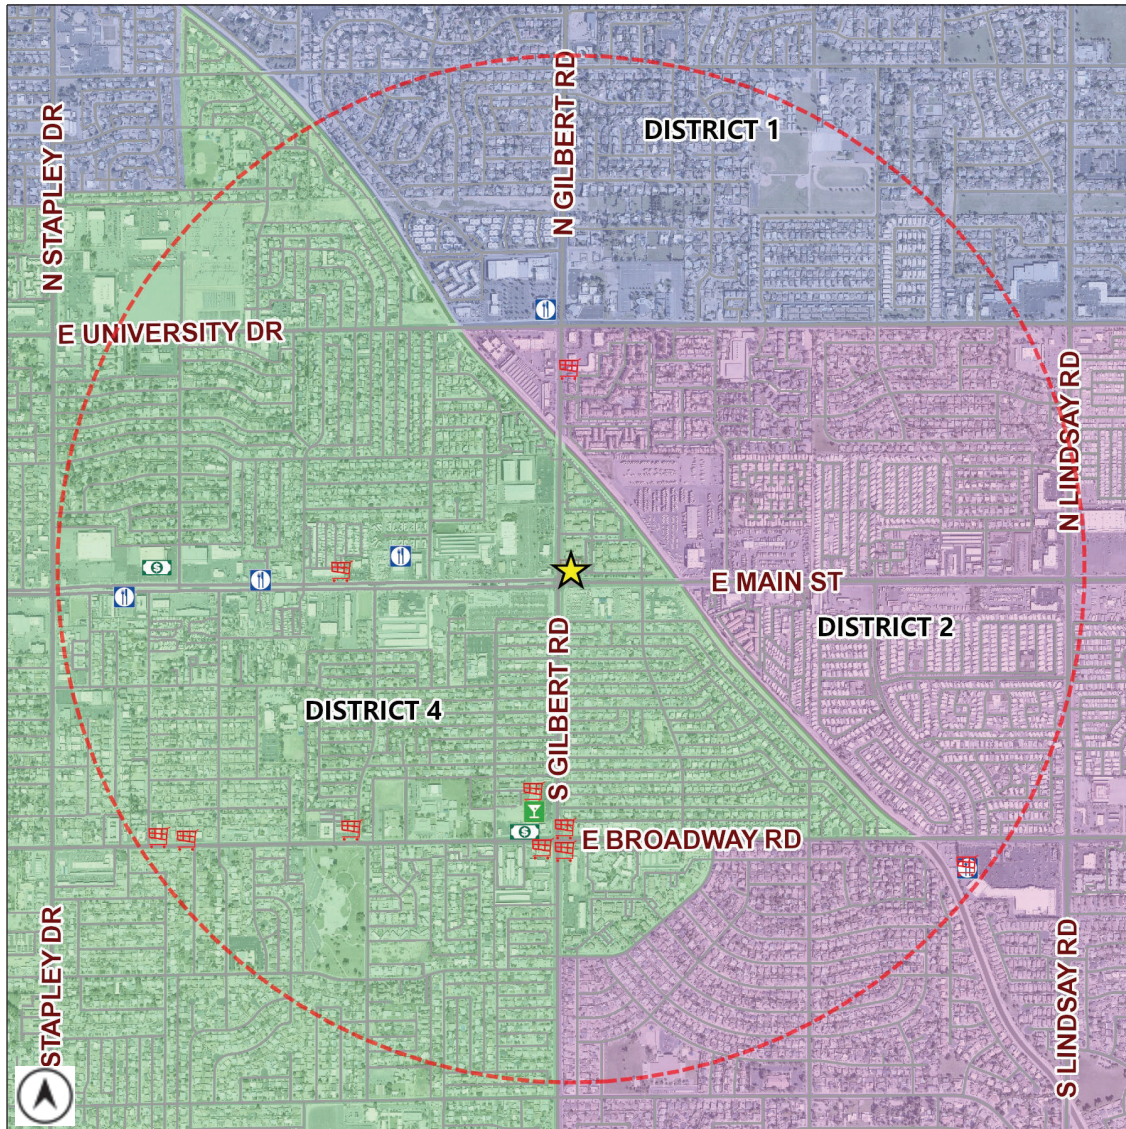 N STAPLEY DR
N GILBERT RD
DISTRICT 1
E UNIVERSITY DR
N LINDSAY RD
E MAIN ST
DISTRICT 2
S GILBERT RD
DISTRICT 4
$
$
E BROADWAY RD
STAPLEY DR
S LINDSAY RD